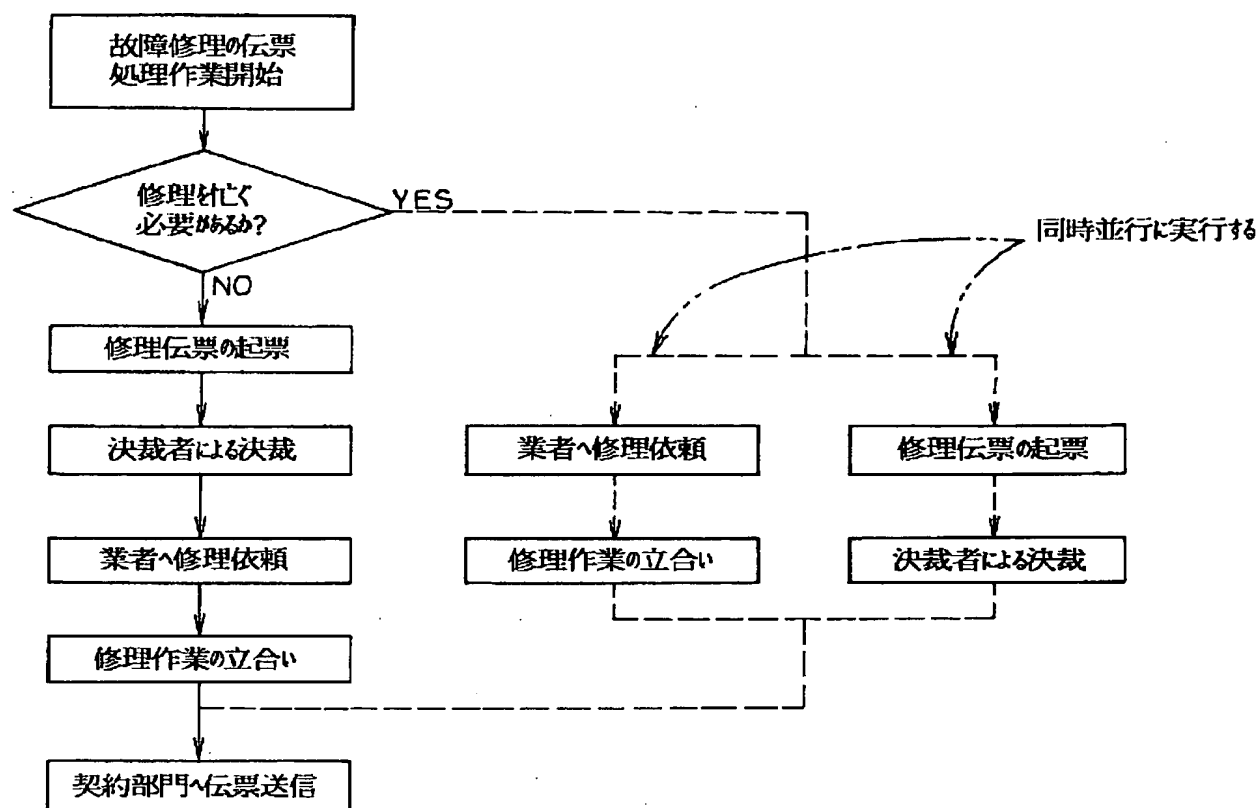 故障修理の伝票
処理作業開始
修理を忙ぐ
必要があるか?
YES
同時並行に実行する
NO
修理伝票の起票
決裁者による決裁
業者へ修理依頼
修理伝票の起票
業者へ修理依頼
修理作業の立合い
決裁者による決裁
修理作業の立合い
契約部門へ伝票送信